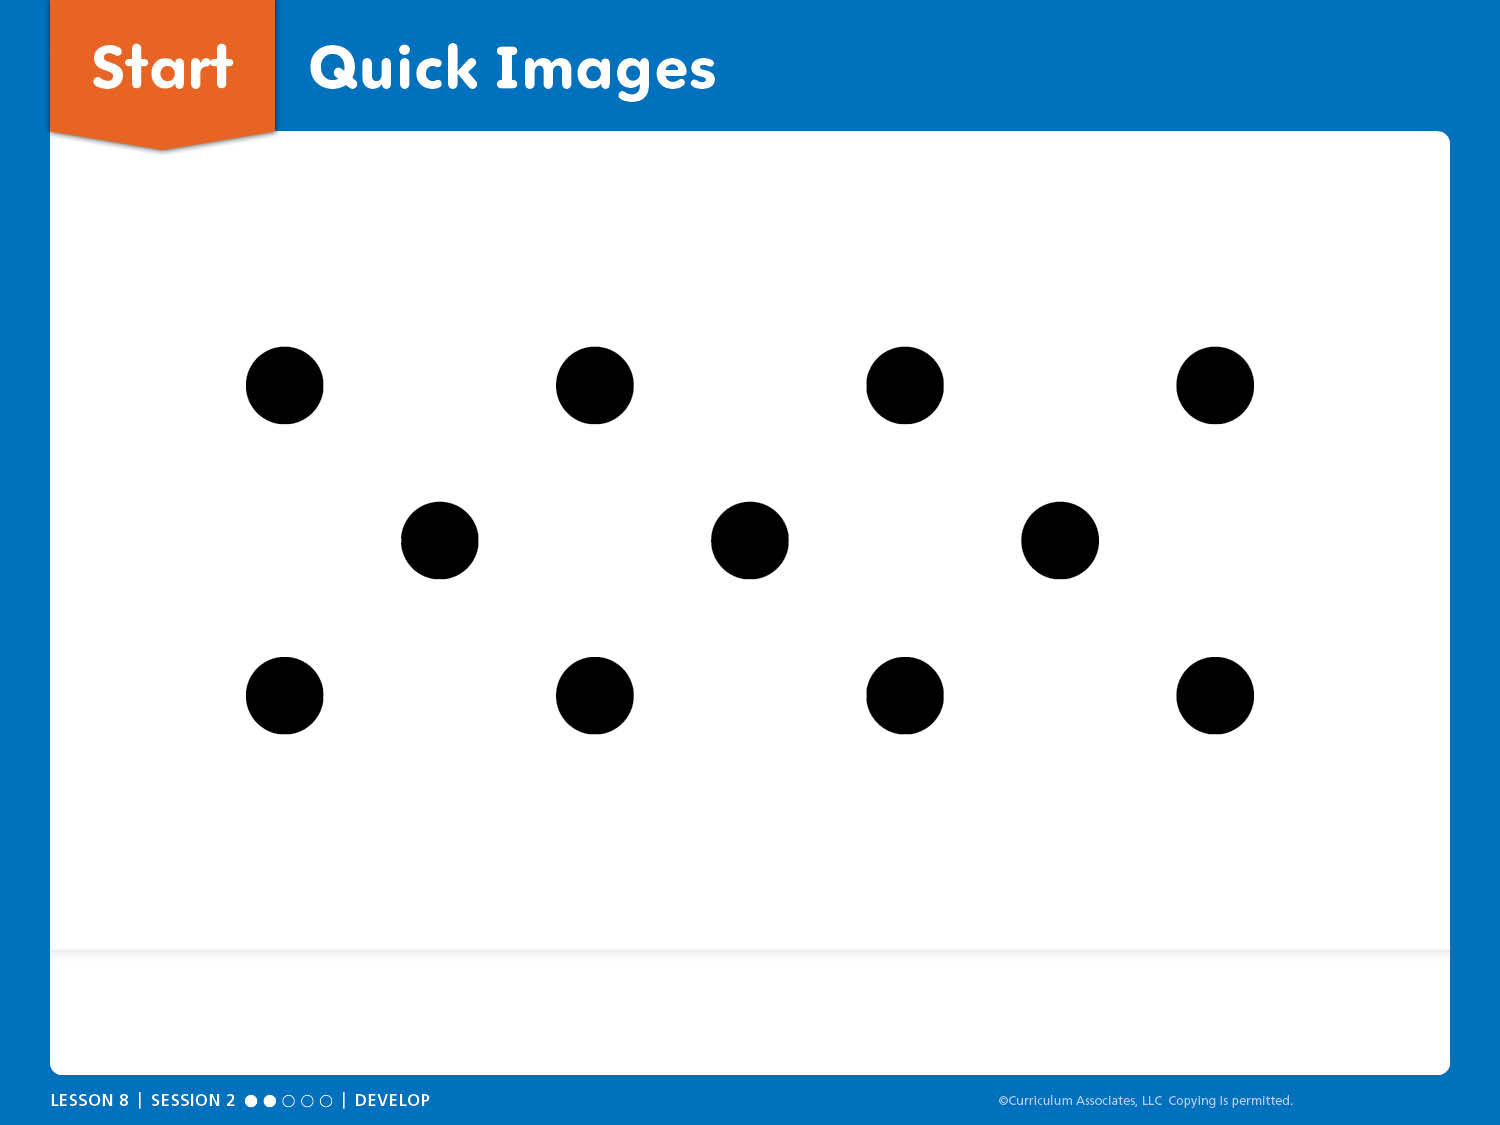 Start
Quick Images
LESSON 8 | SESSION 2 ●●○○○ | DEVELOP
©Curriculum Associates, LLC Copying is permitted.